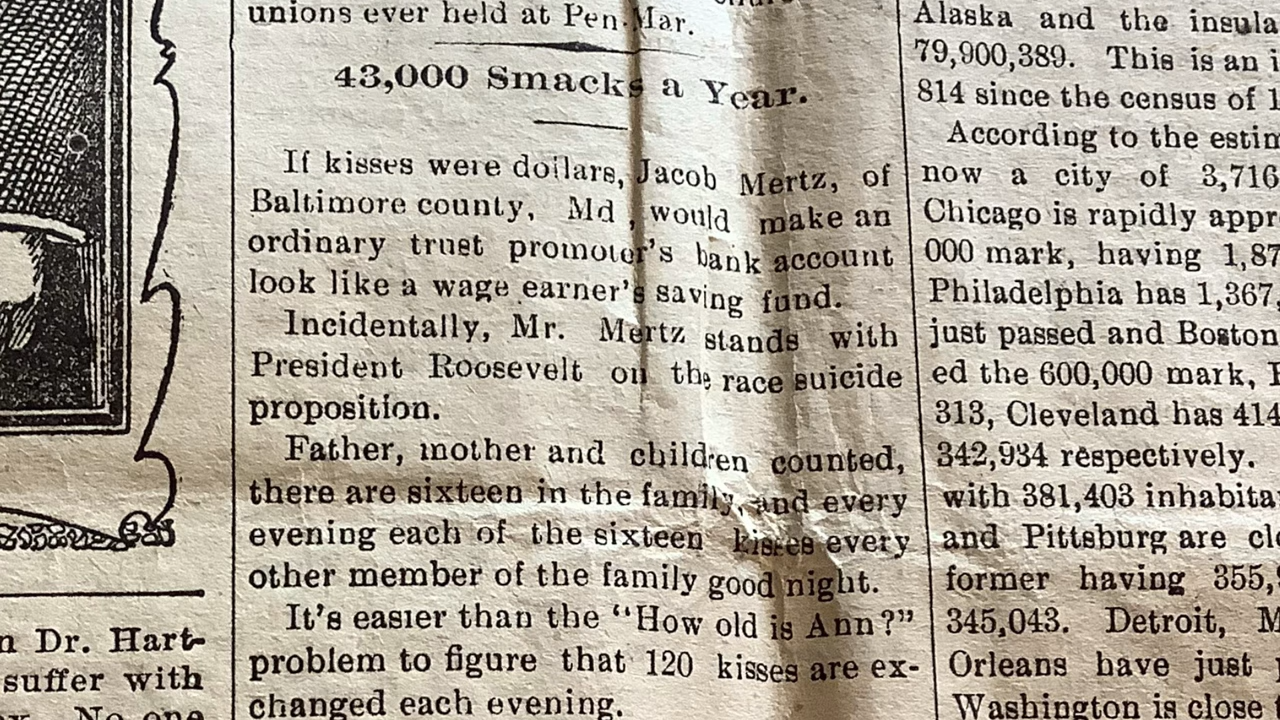 n Dr. Hart-
suffer with
No one
unions ever held at Pen-Mar.
43,000 Smacks a Year.
If kisses were dollars, Jacob Mertz, of
Baltimore county, Md , would make an
ordinary trust promoter's bank account
look like a wage earner's saving fund.
Incidentally, Mr. Mertz stands with
President Roosevelt on the race suicide
proposition.
Father, mother and children counted,
there are sixteen in the family, and every
evening each of the sixteen kisses every
other member of the family good night.
It's easier than the "How old is Ann?"
problem to figure that 120 kisses are ex-
changed each evening.
Alaska and the insula
79,900,389. This is an i
814 since the census of 1
According to the estim
now a city of 3,716
Chicago is rapidly appr
000 mark, having 1,87
Philadelphia has 1,367,
just passed and Boston
ed the 600,000 mark,
313, Cleveland has 414
342,934 respectively.
with 381,403 inhabita
and Pittsburg are clo
former having 355,
345,043. Detroit, M
Orleans have just
Washington is close